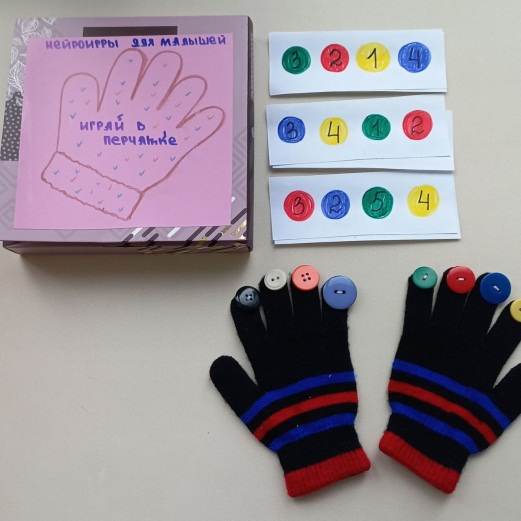 НЕЙРОИГРЫ ДЛЯ МАЛЫШЕЙ
ИГРАЙ В
ПЕРЧАТКЕ
3 2 1 4
3 4 1 2
3 2 5 4